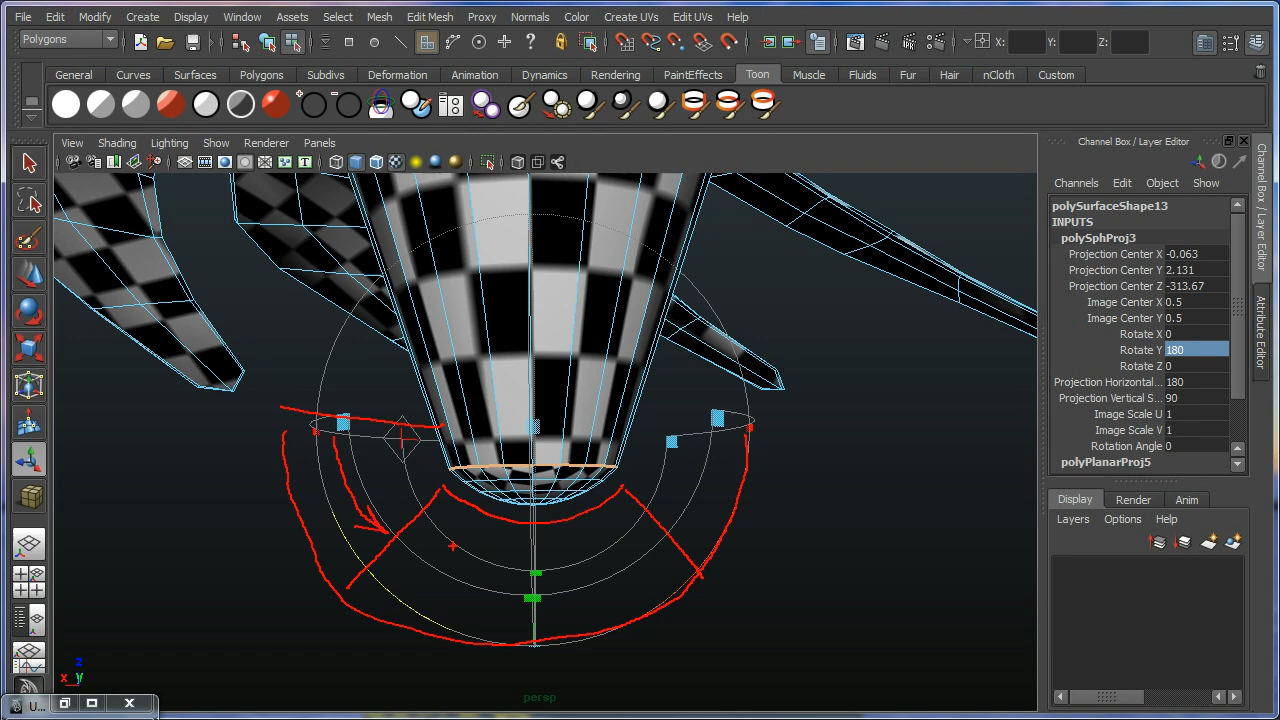 File Edit Modify Create Display Window Assets Select Mesh Edit Mesh Proxy Normals Color Create UVs Edit UVs Help
Polygons X: Y: Z:
General Curves Surfaces Polygons Subdivs Deformation Animation Dynamics Rendering PaintEffects Toon Muscle Fluids Fur Hair nCloth Custom
View Shading Lighting Show Renderer Panels
Channel Box / Layer Editor
Channels Edit Object Show
polySurfaceShape13
INPUTS
polySphProj3
Projection Center X -0.063
Projection Center Y 2.131
Projection Center Z -313.67
Image Center X 0.5
Image Center Y 0.5
Rotate X 0
Rotate Y 180
Rotate Z 0
Projection Horizontal... 180
Projection Vertical S... 90
Image Scale U 1
Image Scale V 1
Rotation Angle 0
polyPlanarProj5
Display Render Anim
Layers Options Help
Channel Box / Layer Editor
Attribute Editor
z
x y
persp
U...